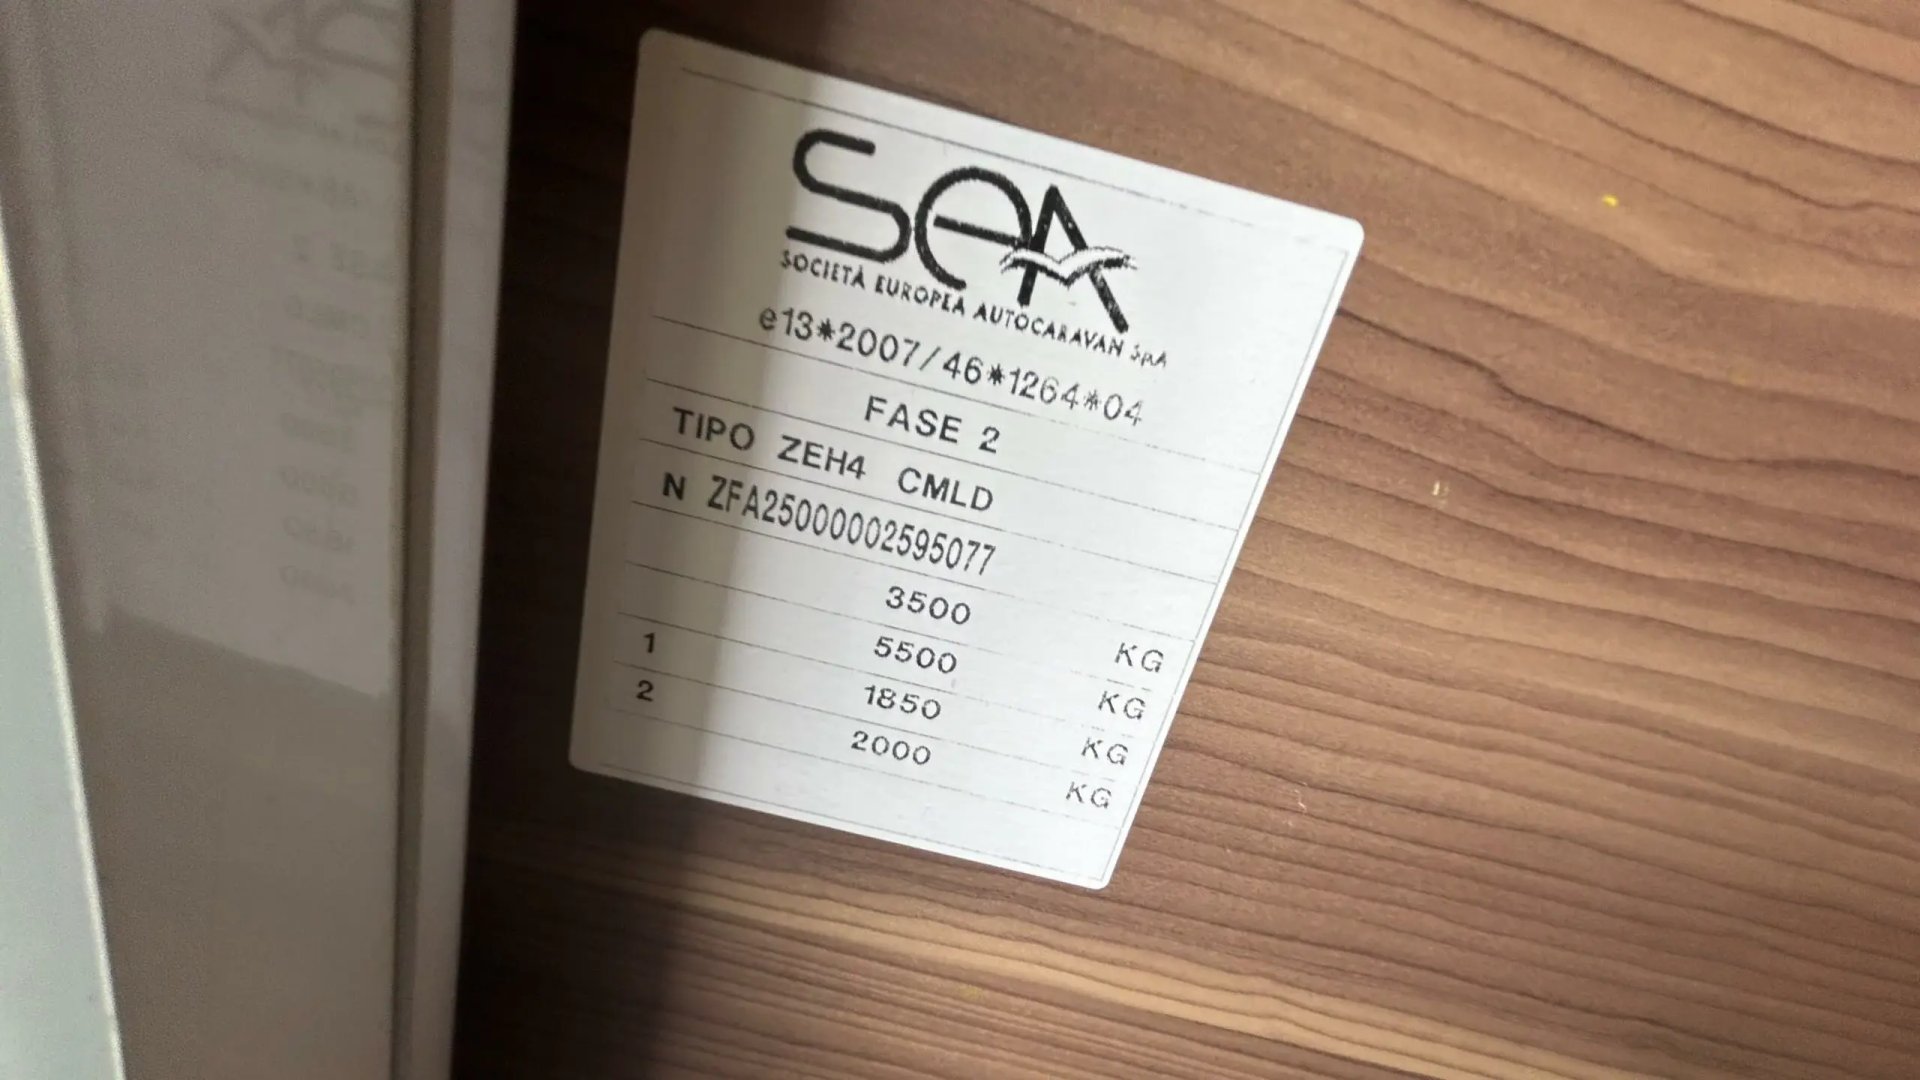 SEA
SOCIETÀ EUROPEA AUTOCARAVAN SpA
e13*2007/46*1264*04
FASE 2
TIPO ZEH4 CMLD
N ZFA25000002595077
3500 KG
5500 KG
1 1850 KG
2 2000 KG